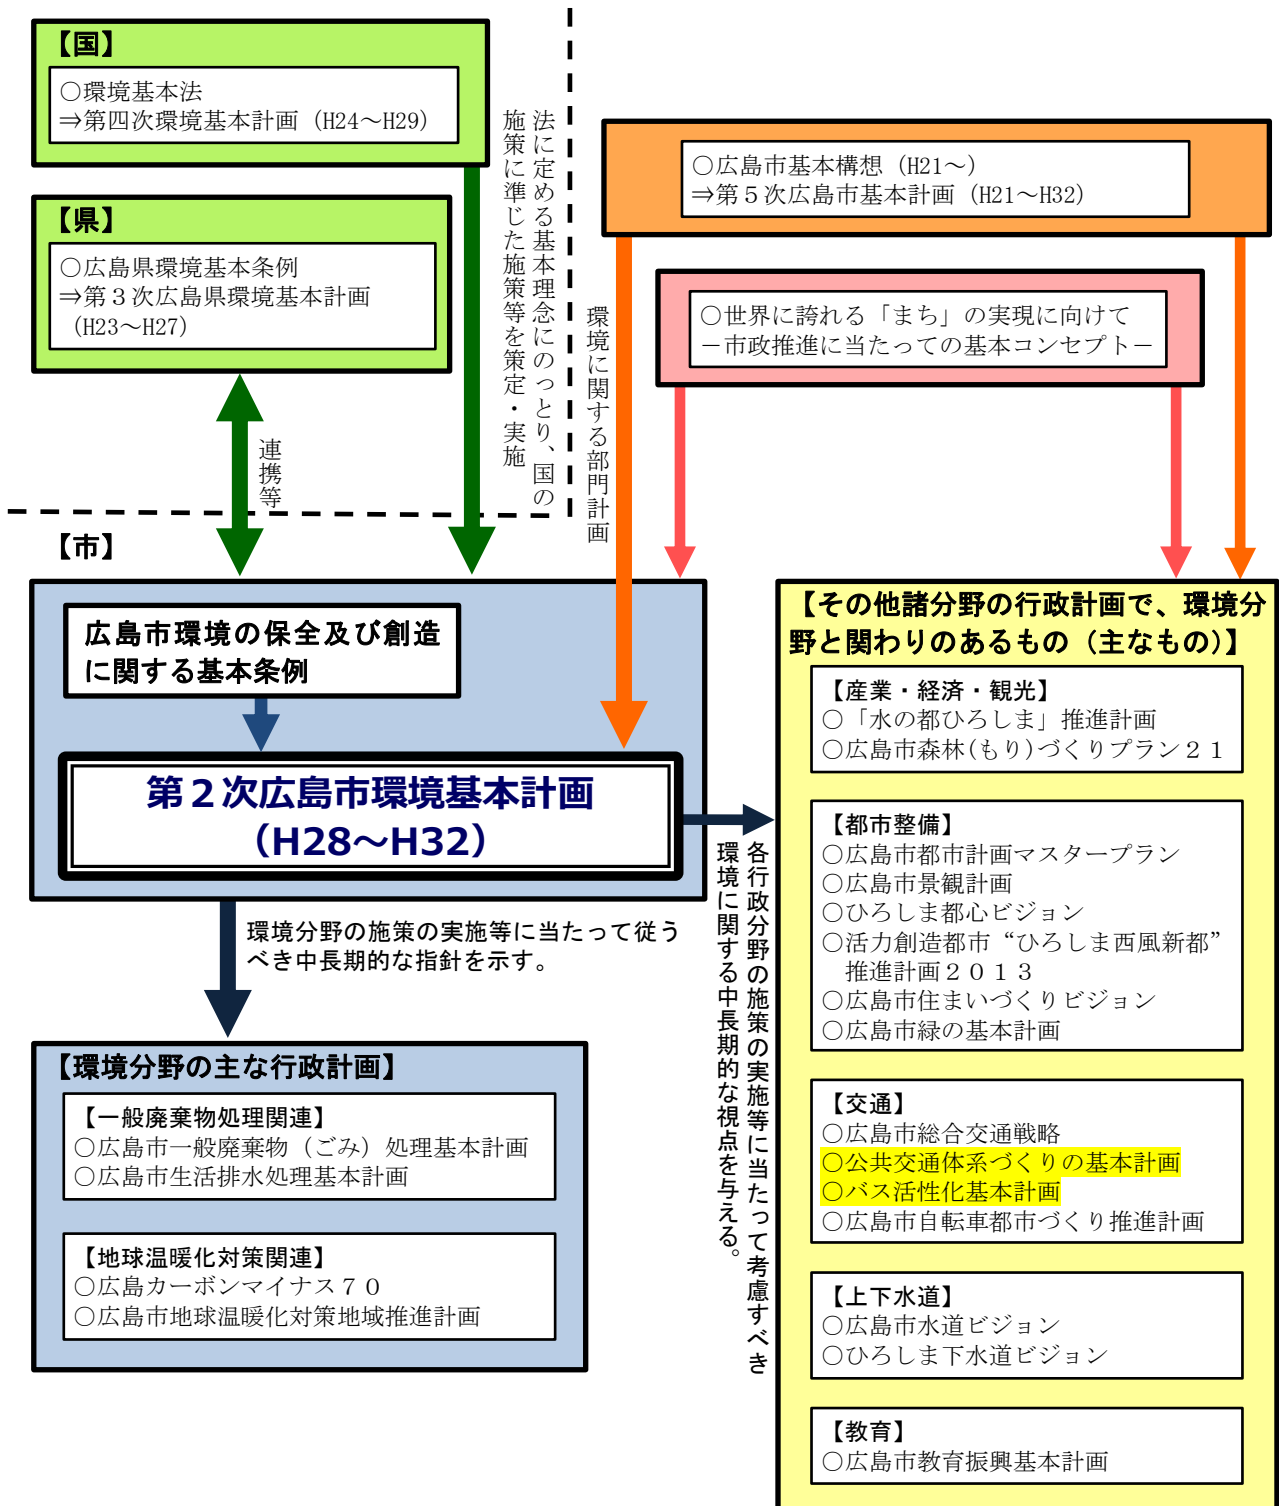 【国】
○環境基本法
⇒第四次環境基本計画（H24～H29）
【県】
○広島県環境基本条例
⇒第３次広島県環境基本計画
（H23～H27）
法に定める基本理念にのっとり、国の
施策に準じた施策等を策定・実施
連携等
○広島市基本構想（H21～）
⇒第５次広島市基本計画（H21～H32）
○世界に誇れる「まち」の実現に向けて
－市政推進に当たっての基本コンセプト－
環境に関する部門計画
【市】
広島市環境の保全及び創造
に関する基本条例
第２次広島市環境基本計画
（H28～H32）
環境分野の施策の実施等に当たって従う
べき中長期的な指針を示す。
各行政分野の施策の実施等に当たって考慮すべき
環境に関する中長期的な視点を与える。
【環境分野の主な行政計画】
【一般廃棄物処理関連】
○広島市一般廃棄物（ごみ）処理基本計画
○広島市生活排水処理基本計画
【地球温暖化対策関連】
○広島カーボンマイナス７０
○広島市地球温暖化対策地域推進計画
【その他諸分野の行政計画で、環境分
野と関わりのあるもの（主なもの）】
【産業・経済・観光】
○「水の都ひろしま」推進計画
○広島市森林(もり)づくりプラン２１
【都市整備】
○広島市都市計画マスタープラン
○広島市景観計画
○ひろしま都心ビジョン
○活力創造都市“ひろしま西風新都”
推進計画２０１３
○広島市住まいづくりビジョン
○広島市緑の基本計画
【交通】
○広島市総合交通戦略
○公共交通体系づくりの基本計画
○バス活性化基本計画
○広島市自転車都市づくり推進計画
【上下水道】
○広島市水道ビジョン
○ひろしま下水道ビジョン
【教育】
○広島市教育振興基本計画